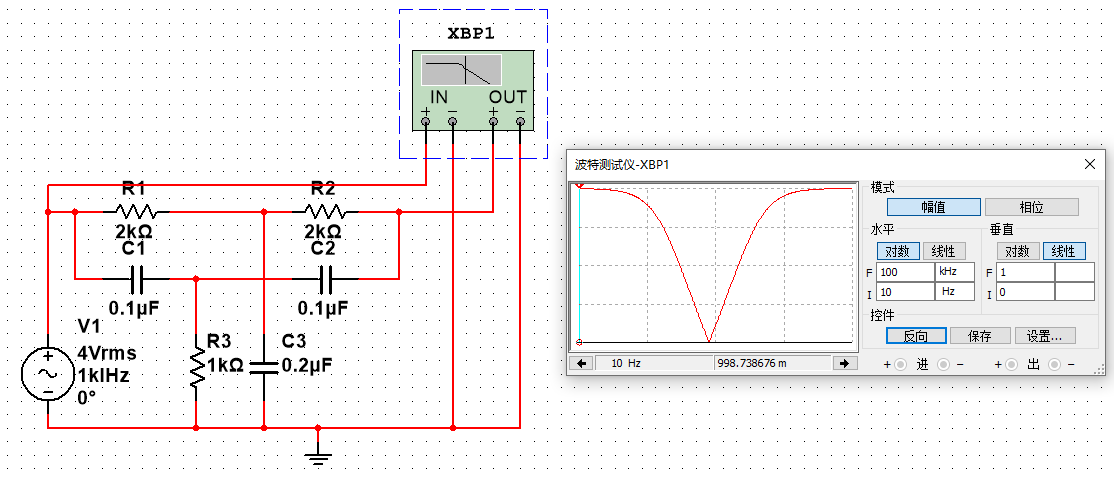 XBP1
IN OUT
+ − + −
R1 R2
2kΩ 2kΩ
C1 C2
0.1µF 0.1µF
V1
4Vrms
1kIHz
0°
R3
1kΩ
C3
0.2µF
波特测试仪-XBP1
模式
幅值 相位
水平 垂直
对数 线性 对数 线性
F 100 kHz F 1
I 10 Hz I 0
控件
反向 保存 设置...
10 Hz 998.738676 m
+ 进 − + 出 −